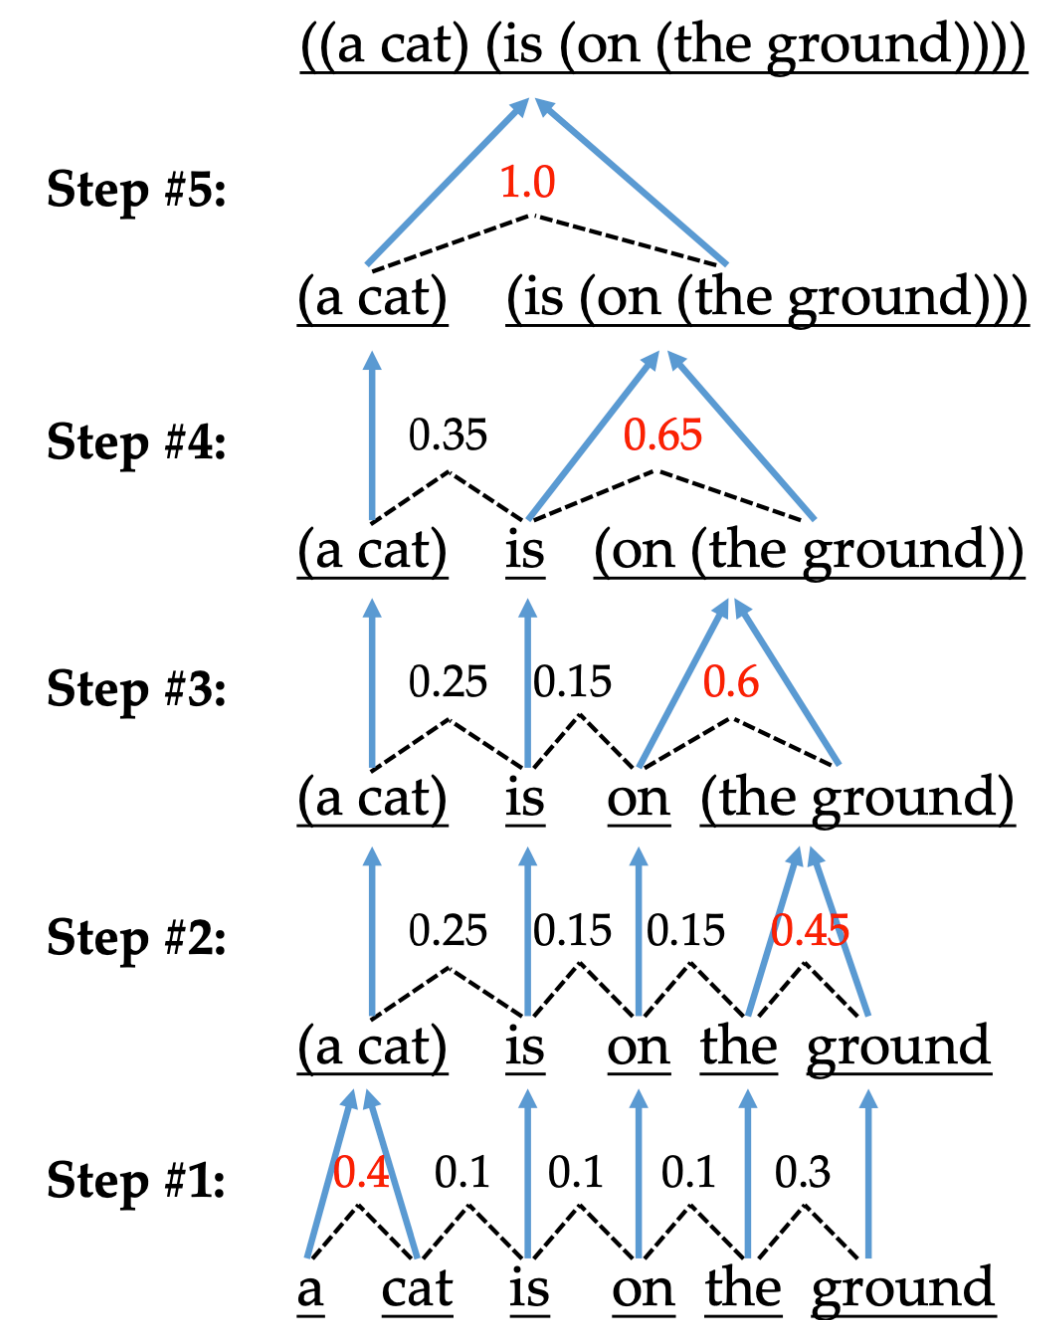 ((a cat) (is (on (the ground))))
Step #5:
1.0
(a cat) (is (on (the ground)))
Step #4:
0.35 0.65
(a cat) is (on (the ground))
Step #3:
0.25 0.15 0.6
(a cat) is on (the ground)
Step #2:
0.25 0.15 0.15 0.45
(a cat) is on the ground
Step #1:
0.4 0.1 0.1 0.1 0.3
a cat is on the ground